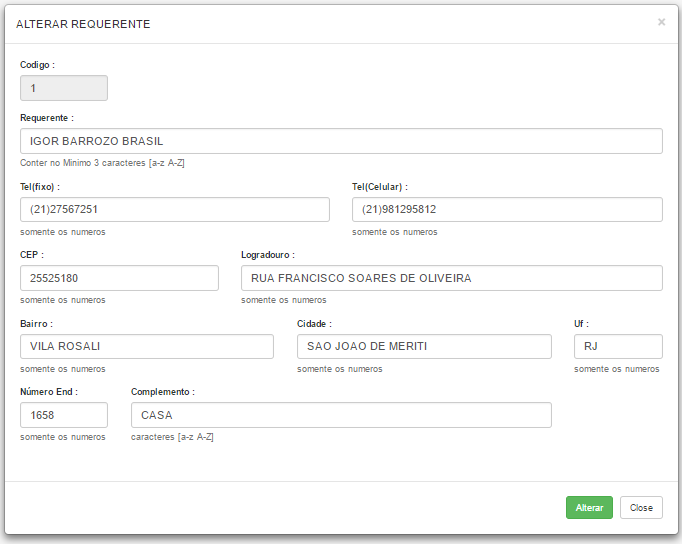 ALTERAR REQUERENTE ×
Codigo :
1
Requerente :
IGOR BARROZO BRASIL
Conter no Minimo 3 caracteres [a-z A-Z]
Tel(fixo) : Tel(Celular) :
(21)27567251 (21)981295812
somente os numeros somente os numeros
CEP : Logradouro :
25525180 RUA FRANCISCO SOARES DE OLIVEIRA
somente os numeros somente os numeros
Bairro : Cidade : Uf :
VILA ROSALI SAO JOAO DE MERITI RJ
somente os numeros somente os numeros somente os numeros
Número End : Complemento :
1658 CASA
somente os numeros caracteres [a-z A-Z]
Alterar Close